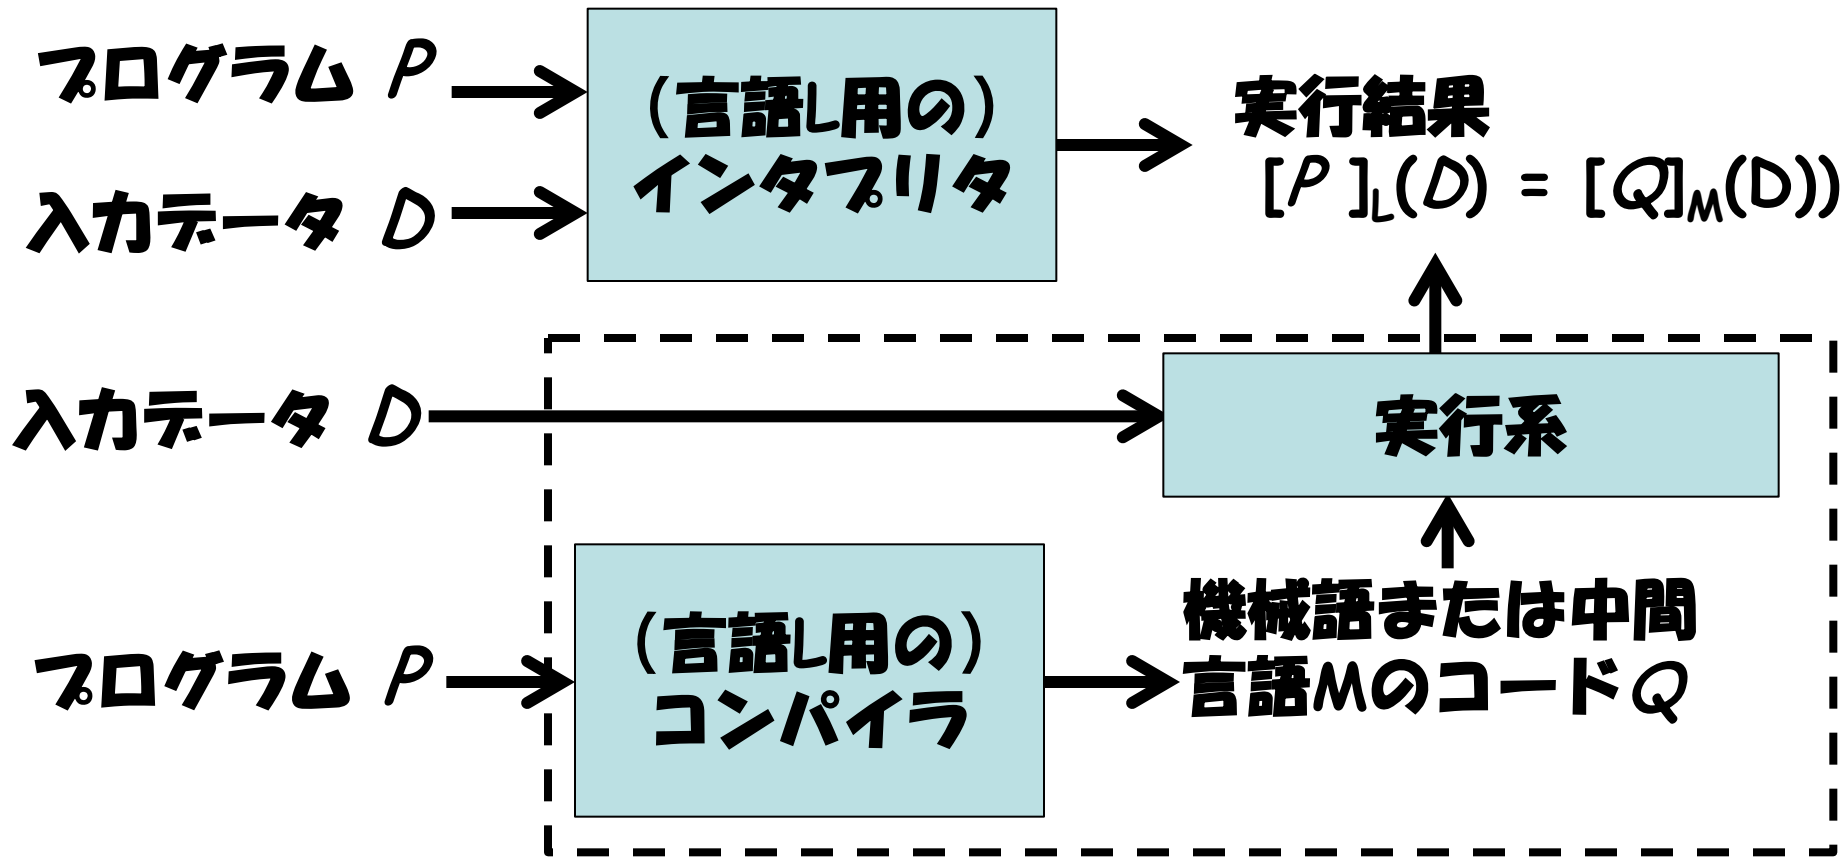 プログラム P
入力データ D
(言語L用の)
インタプリタ
実行結果
[P ]L(D) = [Q]M(D))
入力データ D
実行系
プログラム P
(言語L用の)
コンパイラ
機械語または中間
言語MのコードQ